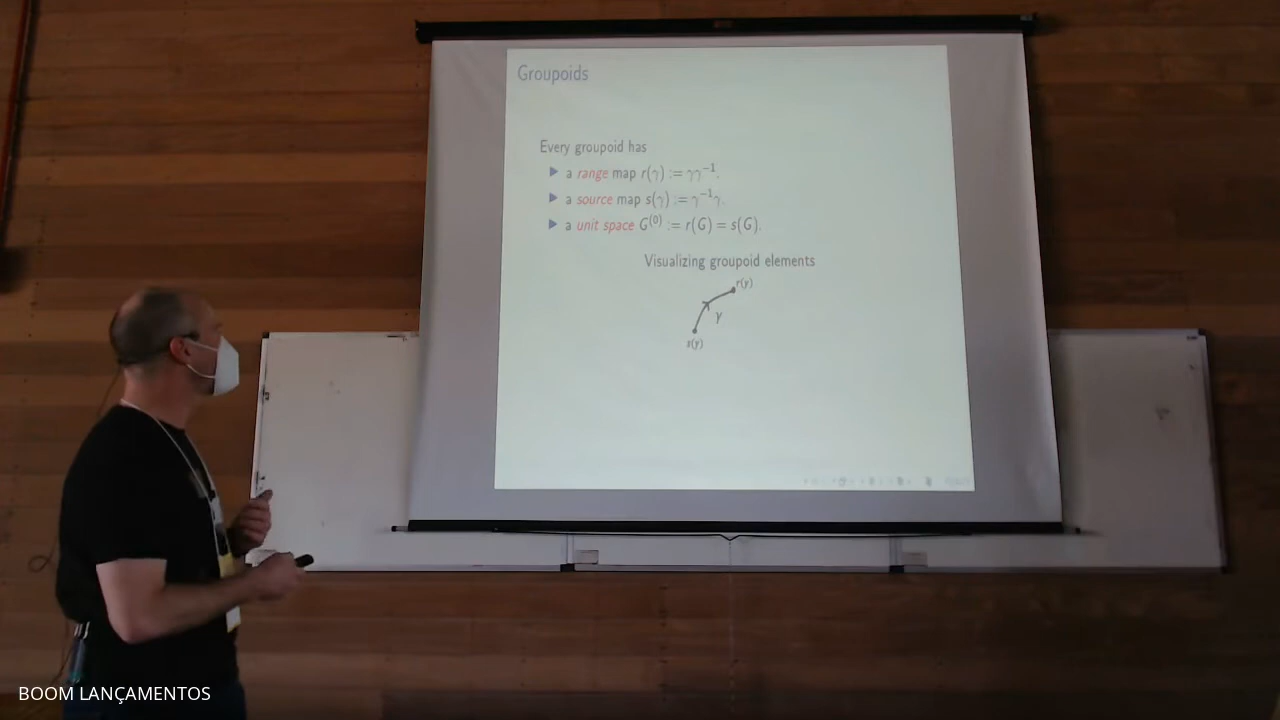 Groupoids
Every groupoid has
a range map r(γ) := γγ⁻¹.
a source map s(γ) := γ⁻¹γ.
a unit space G⁽⁰⁾ := r(G) = s(G).
Visualizing groupoid elements
r(γ)
γ
s(γ)
BOOM LANÇAMENTOS